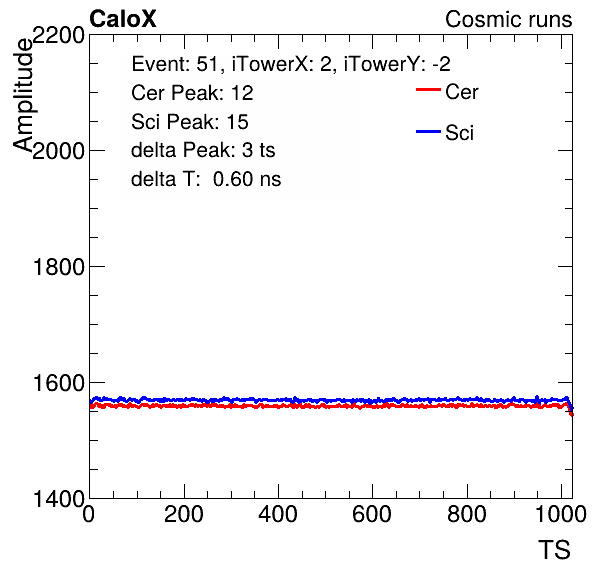 CaloX Cosmic runs
Amplitude
2200
2000
1800
1600
1400
Event: 51, iTowerX: 2, iTowerY: -2
Cer Peak: 12
Sci Peak: 15
delta Peak: 3 ts
delta T: 0.60 ns
Cer
Sci
0 200 400 600 800 1000
TS